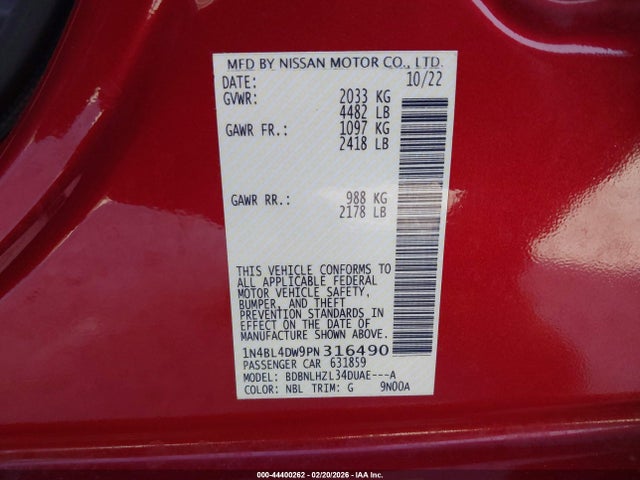 MFD BY NISSAN MOTOR CO., LTD.
DATE: 10/22
GVWR: 2033 KG
4482 LB
GAWR FR.: 1097 KG
2418 LB
GAWR RR.: 988 KG
2178 LB
THIS VEHICLE CONFORMS TO
ALL APPLICABLE FEDERAL
MOTOR VEHICLE SAFETY,
BUMPER, AND THEFT
PREVENTION STANDARDS IN
EFFECT ON THE DATE OF
MANUFACTURE SHOWN ABOVE.
1N4BL4DW9PN316490
PASSENGER CAR 631859
MODEL: BDBNLHZL34DUAE---A
COLOR: NBL TRIM: G 9N00A
000-44400262 - 02/20/2026 - IAA Inc.